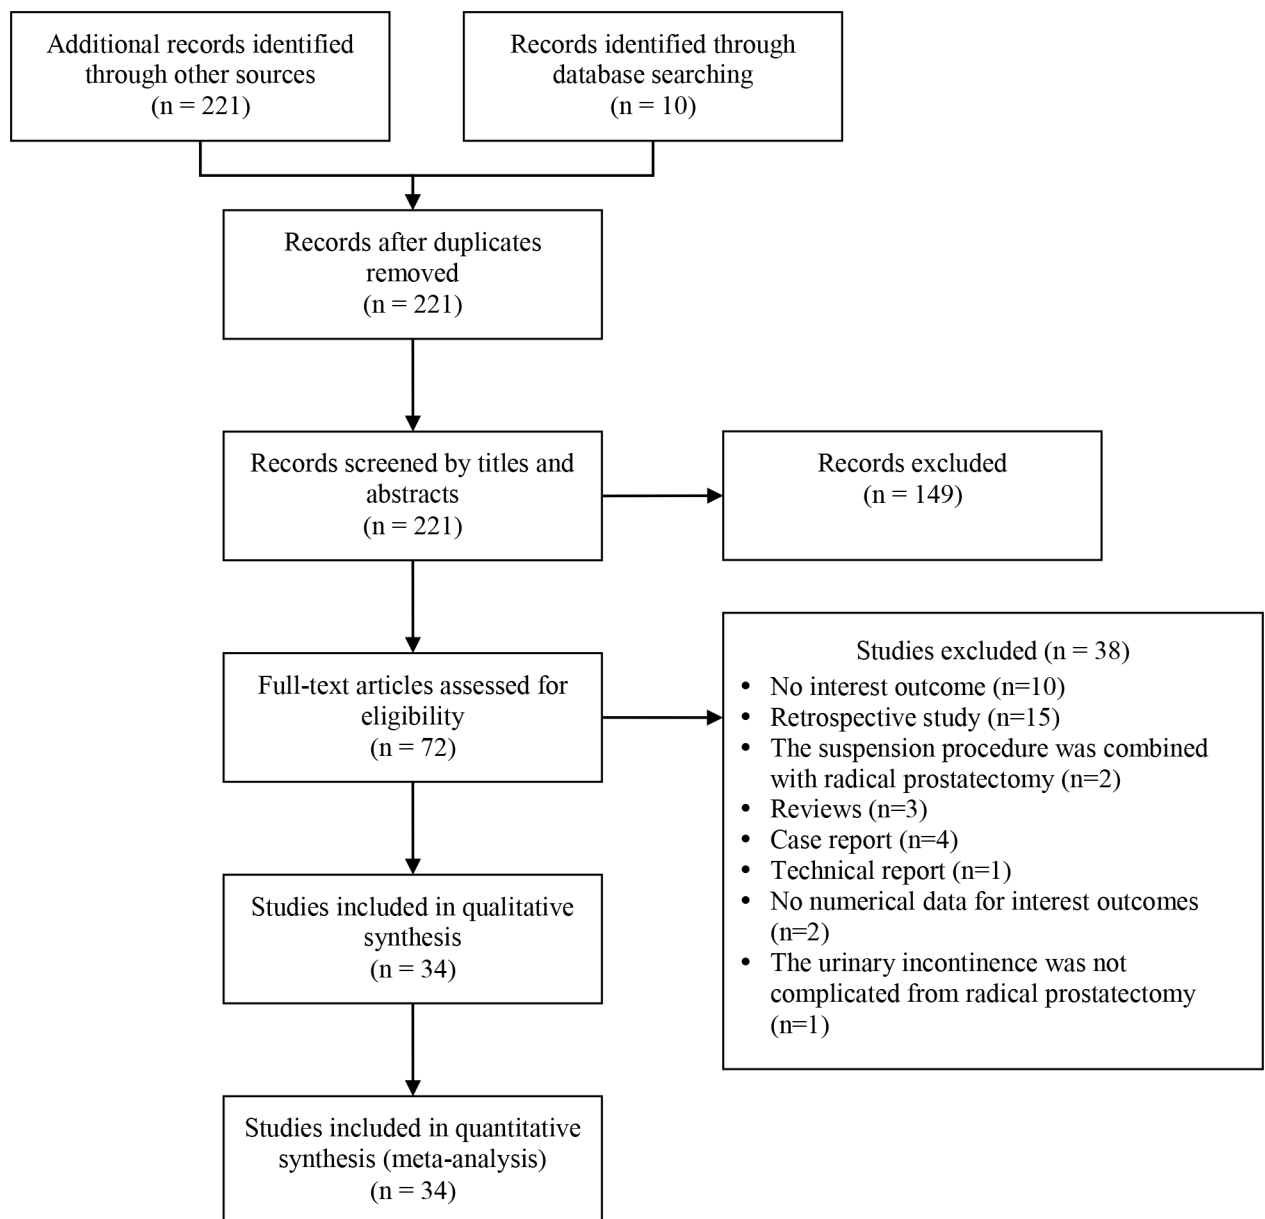 Additional records identified
through other sources
(n = 221)
Records identified through
database searching
(n = 10)
Records after duplicates
removed
(n = 221)
Records screened by titles and
abstracts
(n = 221)
Records excluded
(n = 149)
Full-text articles assessed for
eligibility
(n = 72)
Studies excluded (n = 38)
• No interest outcome (n=10)
• Retrospective study (n=15)
• The suspension procedure was combined
with radical prostatectomy (n=2)
• Reviews (n=3)
• Case report (n=4)
• Technical report (n=1)
• No numerical data for interest outcomes
(n=2)
• The urinary incontinence was not
complicated from radical prostatectomy
(n=1)
Studies included in qualitative
synthesis
(n = 34)
Studies included in quantitative
synthesis (meta-analysis)
(n = 34)